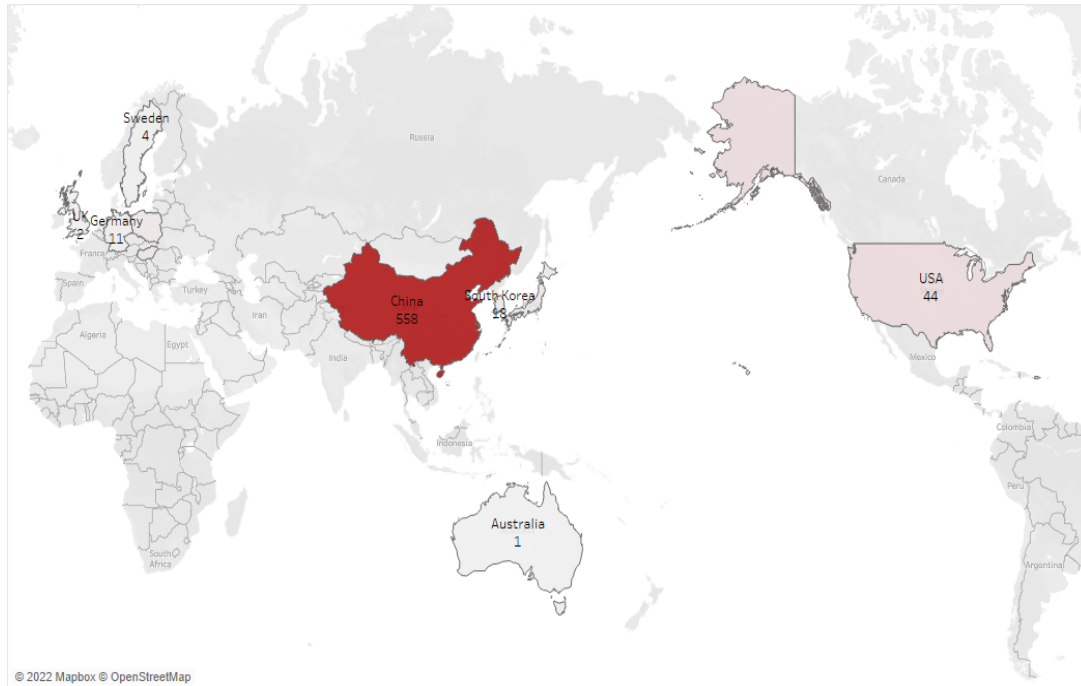 Sweden
4
Russia
Canada
UK
2
Germany
11
France
Spain
Turkey
Iran
Algeria
Egypt
India
China
558
South Korea
18
USA
44
Mexico
Indonesia
Colombia
Peru
Australia
1
South
Africa
Argentina
© 2022 Mapbox © OpenStreetMap